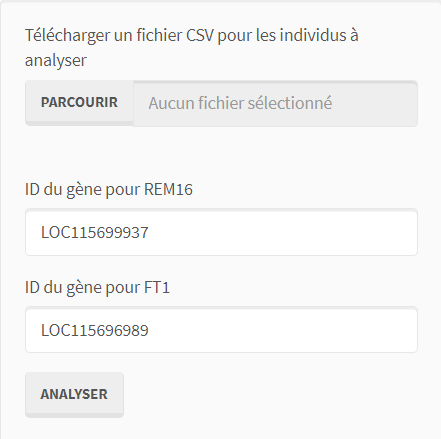 Télécharger un fichier CSV pour les individus à
analyser
PARCOURIR
Aucun fichier sélectionné
ID du gène pour REM16
LOC115699937
ID du gène pour FT1
LOC115696989
ANALYSER